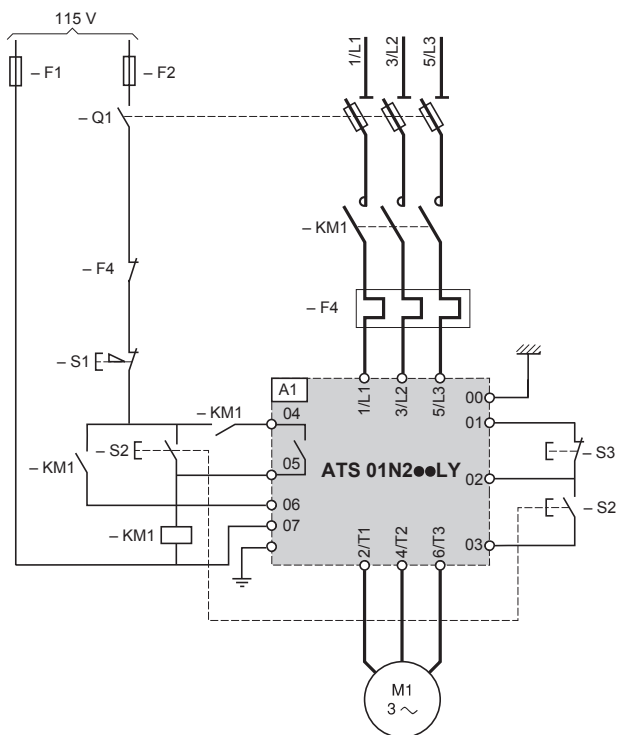 115 V
– F1
– F2
1/L1
3/L2
5/L3
– Q1
– KM1
– F4
– F4
– S1
A1
1/L1
3/L2
5/L3
00
– KM1
04
01
– S2
– S3
– KM1
05
ATS 01N2●●LY
02
06
– S2
07
– KM1
2/T1
4/T2
6/T3
03
M1
3 ~